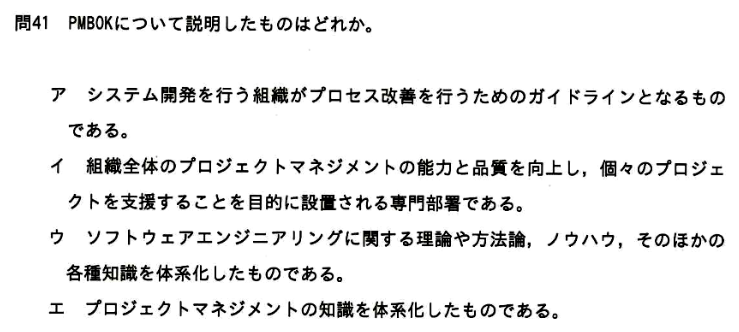 問41　PMBOKについて説明したものはどれか。
ア　システム開発を行う組織がプロセス改善を行うためのガイドラインとなるもの
である。
イ　組織全体のプロジェクトマネジメントの能力と品質を向上し，個々のプロジェ
クトを支援することを目的に設置される専門部署である。
ウ　ソフトウェアエンジニアリングに関する理論や方法論，ノウハウ，そのほかの
各種知識を体系化したものである。
エ　プロジェクトマネジメントの知識を体系化したものである。